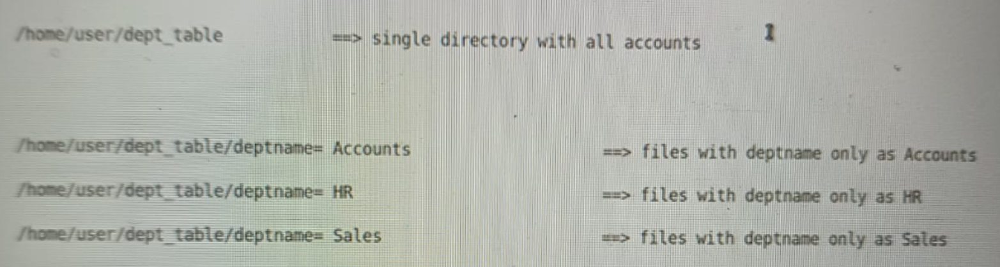 /home/user/dept_table ==> single directory with all accounts
/home/user/dept_table/deptname= Accounts ==> files with deptname only as Accounts
/home/user/dept_table/deptname= HR ==> files with deptname only as HR
/home/user/dept_table/deptname= Sales ==> files with deptname only as Sales